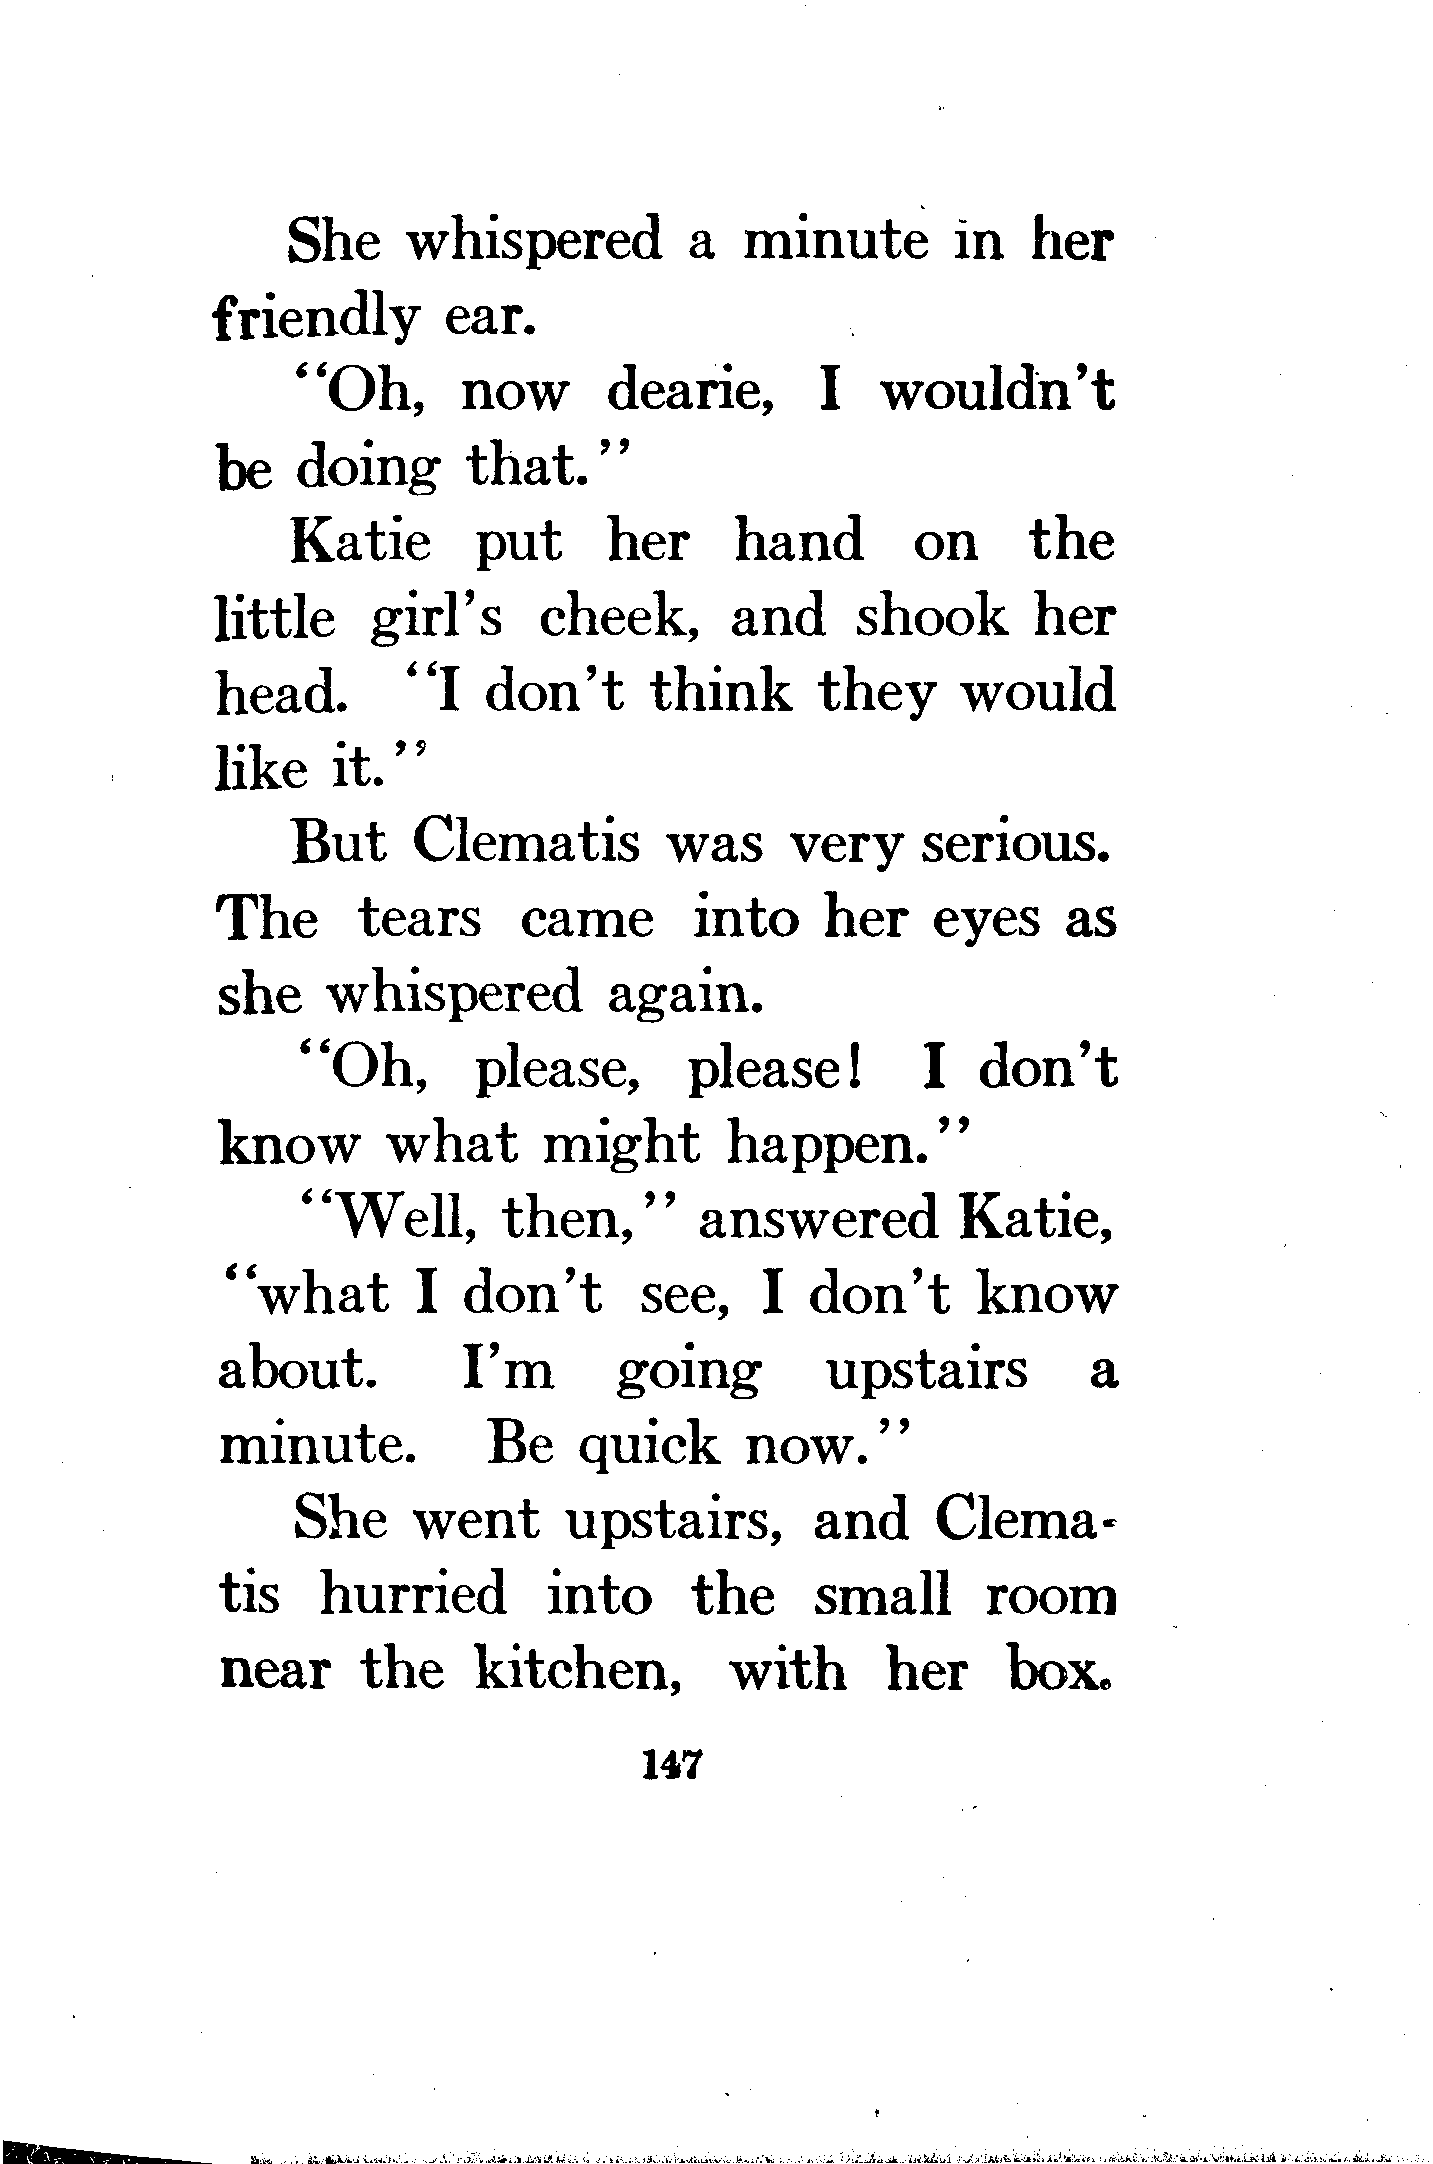 She whispered a minute in her
friendly ear.
“Oh, now dearie, I wouldn’t
be doing that.”
Katie put her hand on the
little girl’s cheek, and shook her
head. “I don’t think they would
like it.”
But Clematis was very serious.
The tears came into her eyes as
she whispered again.
“Oh, please, please! I don’t
know what might happen.”
“Well, then,” answered Katie,
“what I don’t see, I don’t know
about. I’m going upstairs a
minute. Be quick now.”
She went upstairs, and Clema-
tis hurried into the small room
near the kitchen, with her box.
147